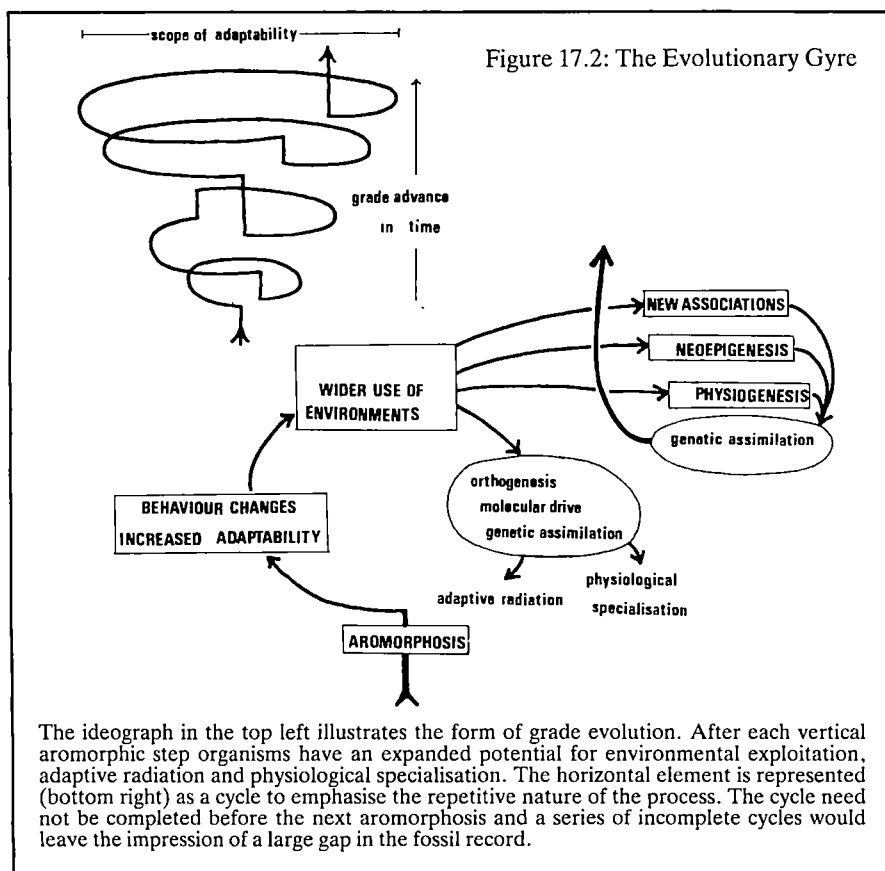 scope of adaptability
Figure 17.2: The Evolutionary Gyre
grade advance
in time
NEW ASSOCIATIONS
NEOEPIGENESIS
PHYSIOGENESIS
genetic assimilation
WIDER USE OF
ENVIRONMENTS
orthogenesis
molecular drive
genetic assimilation
BEHAVIOUR CHANGES
INCREASED ADAPTABILITY
adaptive radiation
physiological
specialisation
AROMORPHOSIS
The ideograph in the top left illustrates the form of grade evolution. After each vertical
aromorphic step organisms have an expanded potential for environmental exploitation,
adaptive radiation and physiological specialisation. The horizontal element is represented
(bottom right) as a cycle to emphasise the repetitive nature of the process. The cycle need
not be completed before the next aromorphosis and a series of incomplete cycles would
leave the impression of a large gap in the fossil record.